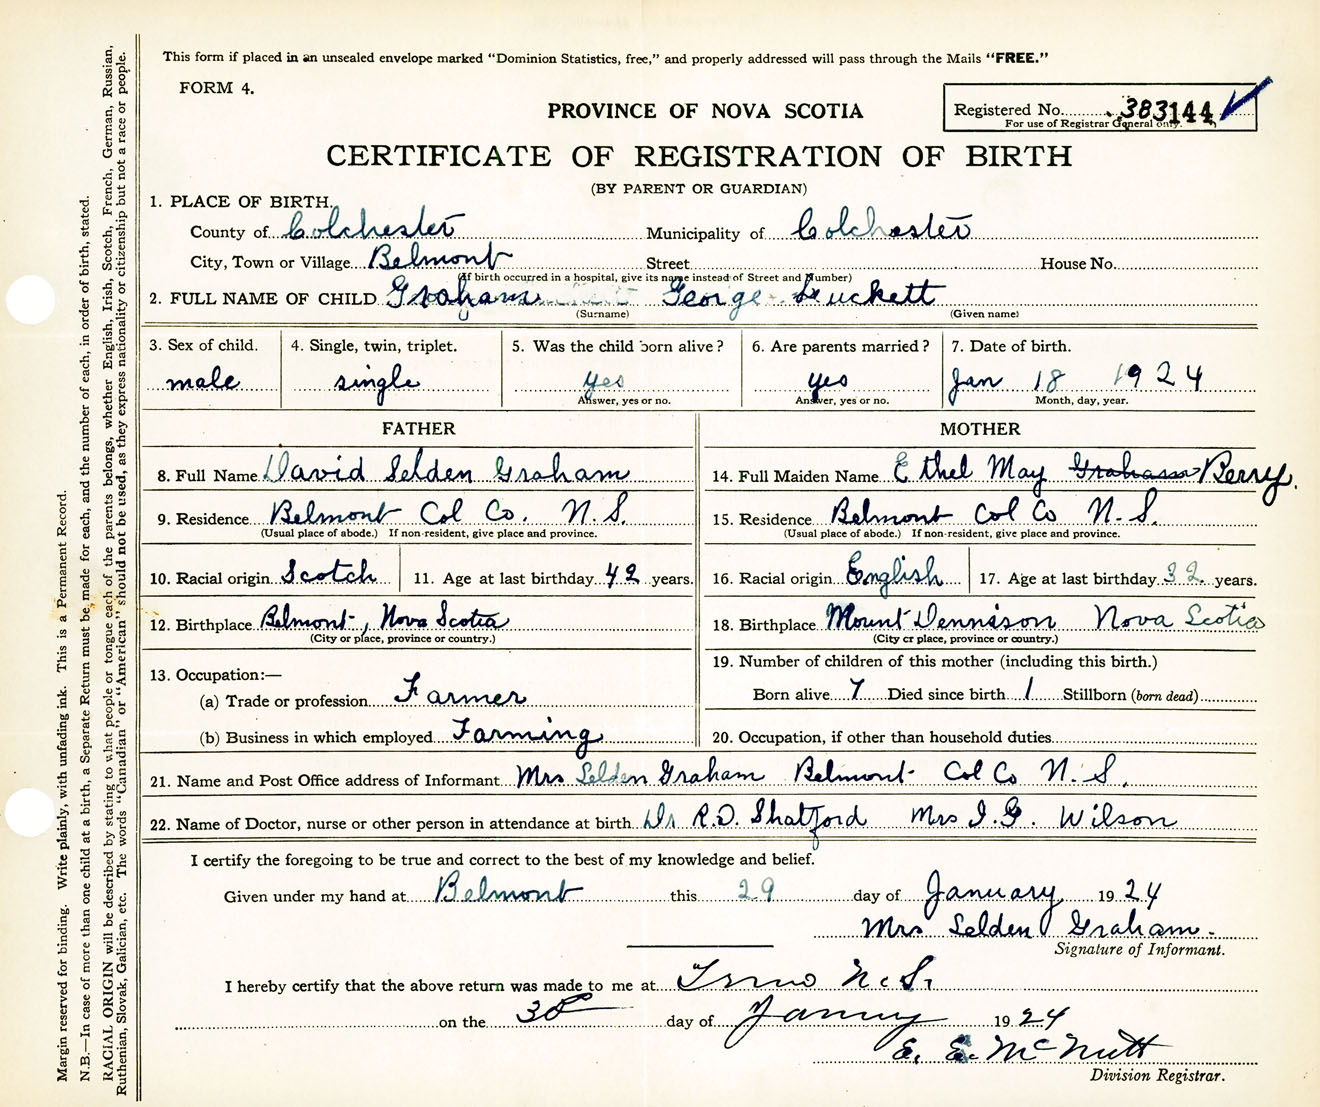 This form if placed in an unsealed envelope marked "Dominion Statistics, free," and properly addressed will pass through the Mails "FREE."
FORM 4.
PROVINCE OF NOVA SCOTIA
Registered No. 383144
For use of Registrar General only.
CERTIFICATE OF REGISTRATION OF BIRTH
(BY PARENT OR GUARDIAN)
1. PLACE OF BIRTH.
County of Colchester Municipality of Colchester
City, Town or Village Belmont Street House No.
(If birth occurred in a hospital, give its name instead of Street and Number)
2. FULL NAME OF CHILD Graham George Luckett
(Surname) (Given name)
3. Sex of child. 4. Single, twin, triplet. 5. Was the child born alive? 6. Are parents married? 7. Date of birth.
male single yes yes Jan 18 1924
Answer, yes or no. Answer, yes or no. Month, day, year.
FATHER MOTHER
8. Full Name David Selden Graham 14. Full Maiden Name Ethel May Graham Berry.
9. Residence Belmont Col Co. N.S. 15. Residence Belmont Col Co N.S.
(Usual place of abode.) If non-resident, give place and province. (Usual place of abode.) If non-resident, give place and province.
10. Racial origin Scotch 11. Age at last birthday 42 years. 16. Racial origin English 17. Age at last birthday 32 years.
12. Birthplace Belmont, Nova Scotia 18. Birthplace Mount Dennison Nova Scotia
(City or place, province or country.) (City or place, province or country.)
13. Occupation:— 19. Number of children of this mother (including this birth.)
(a) Trade or profession Farmer Born alive 7 Died since birth 1 Stillborn (born dead)
(b) Business in which employed Farming 20. Occupation, if other than household duties
21. Name and Post Office address of Informant Mrs Selden Graham Belmont Col Co N.S.
22. Name of Doctor, nurse or other person in attendance at birth Dr R.D. Shatford Mrs I.P. Wilson
I certify the foregoing to be true and correct to the best of my knowledge and belief.
Given under my hand at Belmont this 29 day of January 1924
Mrs Selden Graham.
Signature of Informant.
I hereby certify that the above return was made to me at Truro N.S.
on the 30 day of January 1924
E. E. McNutt
Division Registrar.
Margin reserved for binding. Write plainly, with unfading ink. This is a Permanent Record.
N.B.—In case of more than one child at a birth, a Separate Return must be made for each, and the number of each, in order of birth, stated.
RACIAL ORIGIN will be described by stating to what people or tongue each of the parents belongs, whether English, Irish, Scotch, French, German, Russian,
Ruthenian, Slovak, Galician, etc. The words "Canadian" or "American" should not be used, as they express nationality or citizenship but not a race or people.